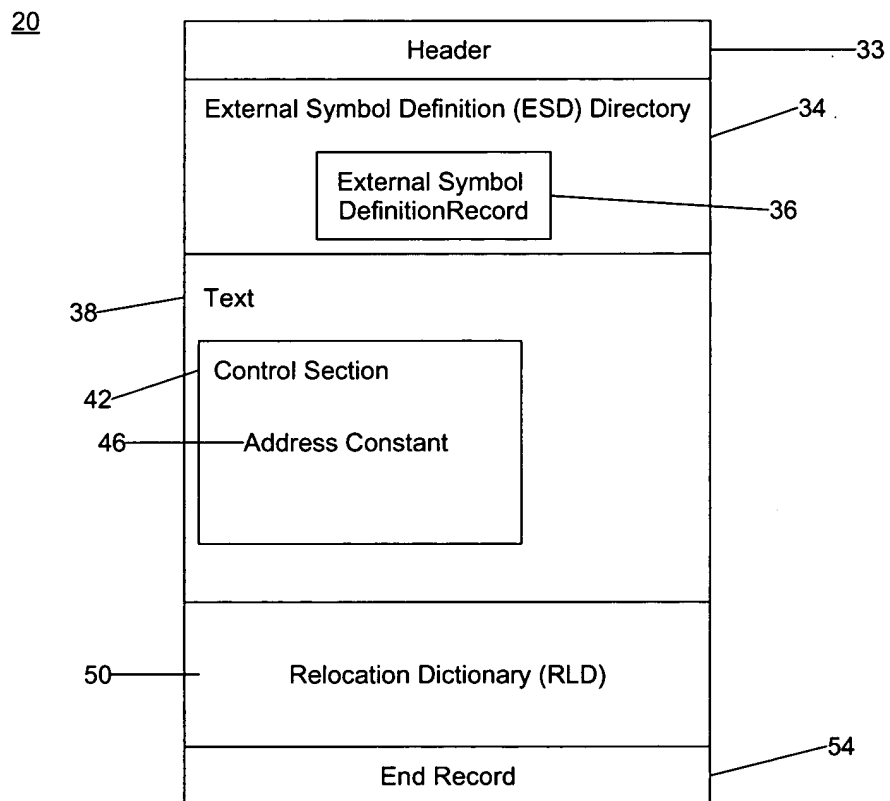 20
Header
33
External Symbol Definition (ESD) Directory
34
External Symbol
DefinitionRecord
36
Text
38
Control Section
42
46
Address Constant
50
Relocation Dictionary (RLD)
54
End Record